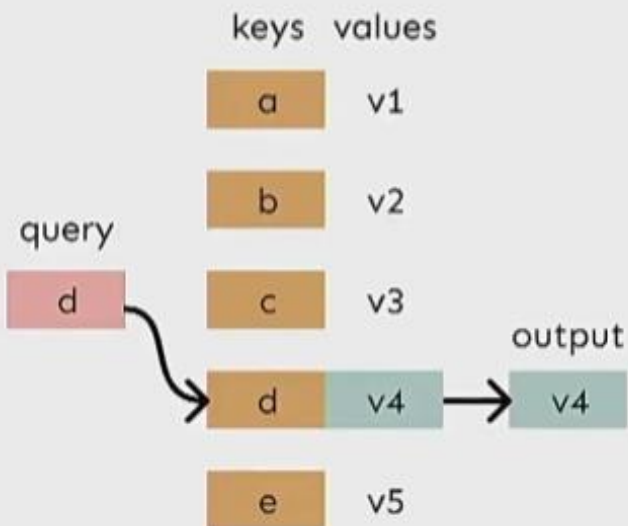 keys values
a v1
b v2
query
d
c v3
output
d v4
v4
e v5